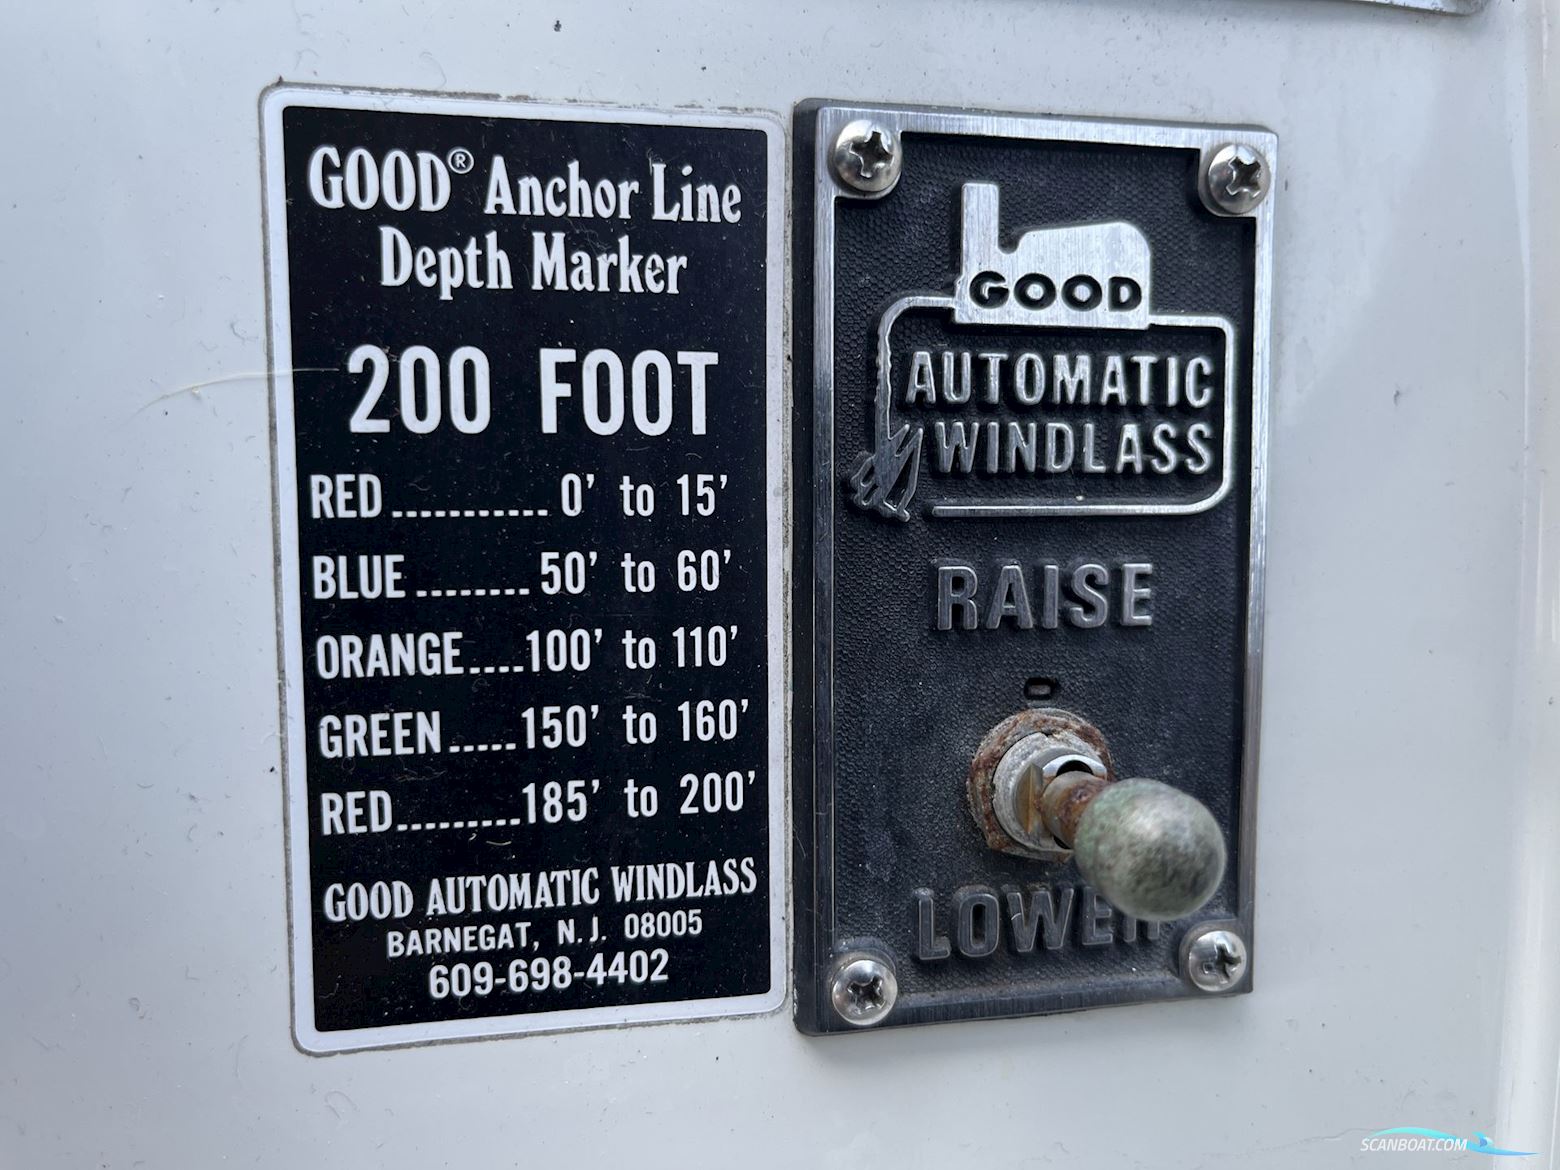 GOOD® Anchor Line
Depth Marker
200 FOOT
RED ........... 0' to 15'
BLUE ........ 50' to 60'
ORANGE....100' to 110'
GREEN.....150' to 160'
RED.........185' to 200'
GOOD AUTOMATIC WINDLASS
BARNEGAT, N.J. 08005
609-698-4402
GOOD
AUTOMATIC
WINDLASS
RAISE
LOWER
SCANBOAT.COM